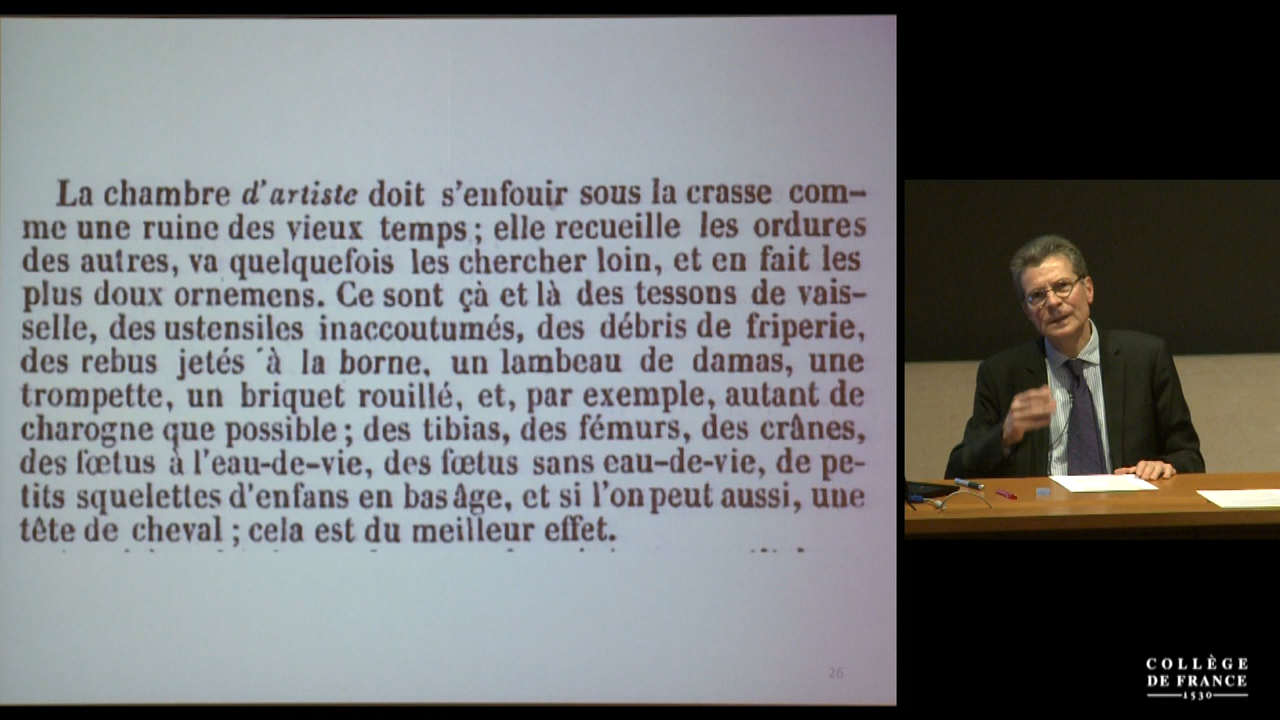 La chambre d'artiste doit s'enfouir sous la crasse com-
me une ruine des vieux temps ; elle recueille les ordures
des autres, va quelquefois les chercher loin, et en fait les
plus doux ornemens. Ce sont çà et là des tessons de vais-
selle, des ustensiles inaccoutumés, des débris de friperie,
des rebus jetés à la borne, un lambeau de damas, une
trompette, un briquet rouillé, et, par exemple, autant de
charogne que possible ; des tibias, des fémurs, des crânes,
des fœtus à l'eau-de-vie, des fœtus sans eau-de-vie, de pe-
tits squelettes d'enfans en bas âge, et si l'on peut aussi, une
tête de cheval ; cela est du meilleur effet.
26
COLLÈGE
DE FRANCE
1530